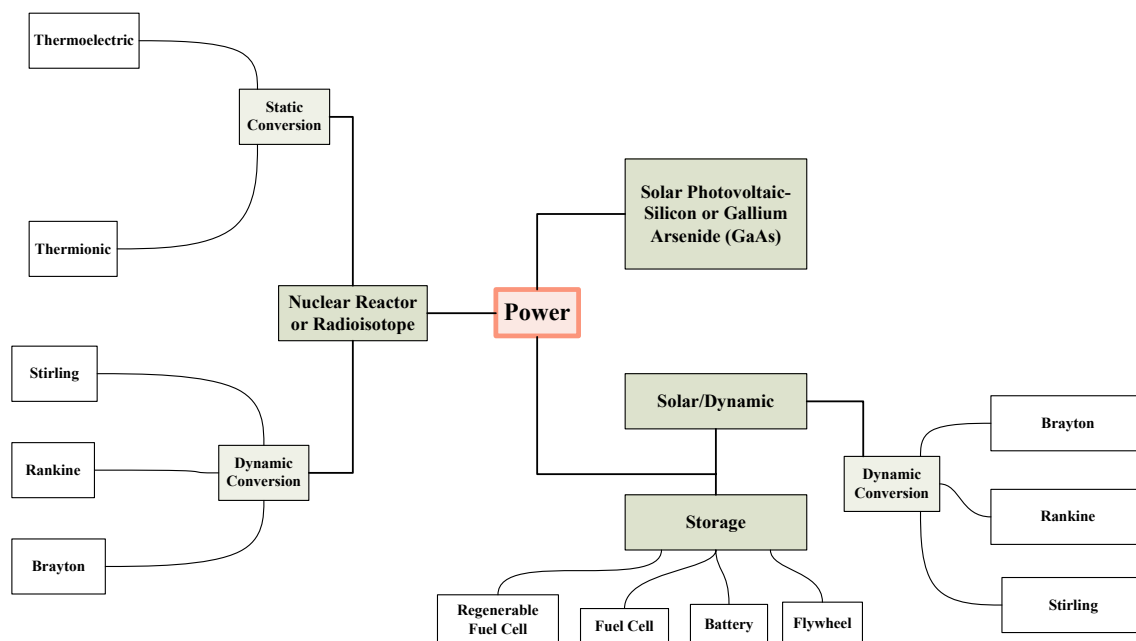 Thermoelectric
Static
Conversion
Thermionic
Solar Photovoltaic-
Silicon or Gallium
Arsenide (GaAs)
Nuclear Reactor
or Radioisotope
Power
Stirling
Rankine
Brayton
Dynamic
Conversion
Solar/Dynamic
Storage
Dynamic
Conversion
Brayton
Rankine
Stirling
Regenerable
Fuel Cell
Fuel Cell
Battery
Flywheel